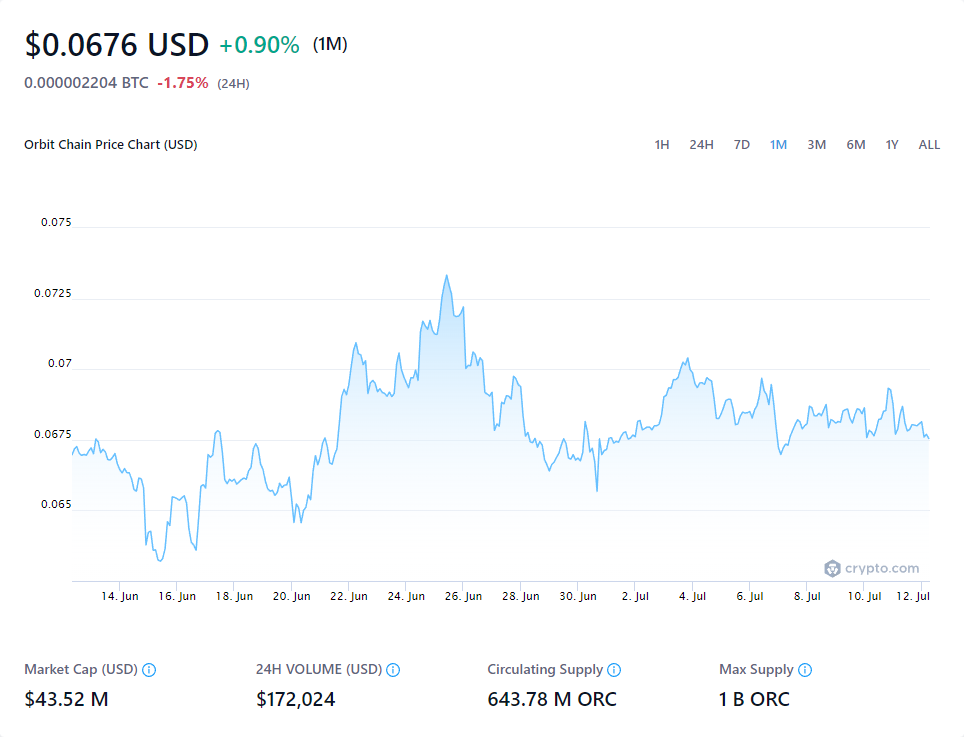 $0.0676 USD +0.90% (1M)
0.000002204 BTC -1.75% (24H)
Orbit Chain Price Chart (USD) 1H 24H 7D 1M 3M 6M 1Y ALL
0.075
0.0725
0.07
0.0675
0.065
crypto.com
14. Jun 16. Jun 18. Jun 20. Jun 22. Jun 24. Jun 26. Jun 28. Jun 30. Jun 2. Jul 4. Jul 6. Jul 8. Jul 10. Jul 12. Jul
Market Cap (USD) 24H VOLUME (USD) Circulating Supply Max Supply
$43.52 M $172,024 643.78 M ORC 1 B ORC